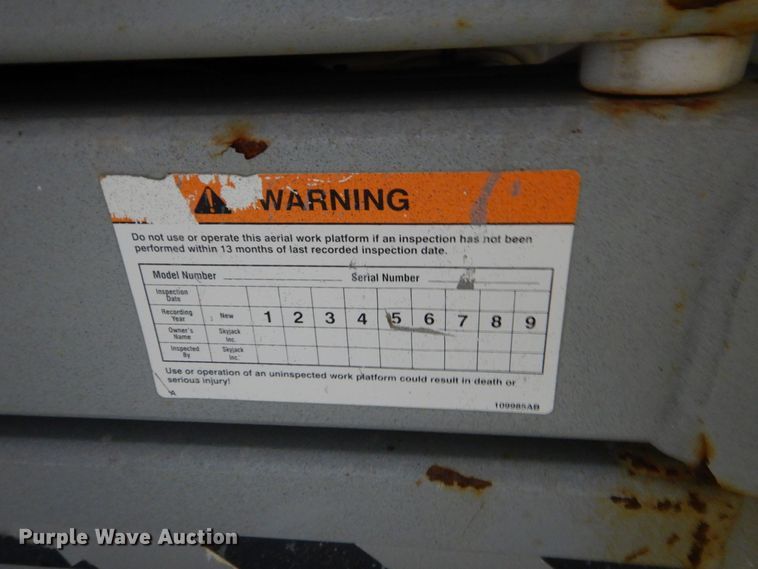 WARNING
Do not use or operate this aerial work platform if an inspection has not been
performed within 13 months of last recorded inspection date.
Model Number Serial Number
Inspection
Date
Recording
Year New 1 2 3 4 5 6 7 8 9
Owner's
Name Skyjack
Inc.
Inspected
By Skyjack
Inc.
Use or operation of an uninspected work platform could result in death or
serious injury!
A 109985AB
Purple Wave Auction